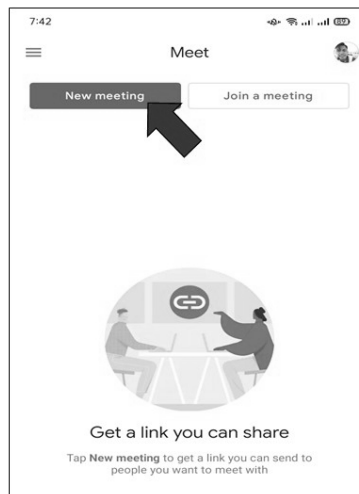 7:42
89
Meet
New meeting
Join a meeting
Get a link you can share
Tap New meeting to get a link you can send to
people you want to meet with